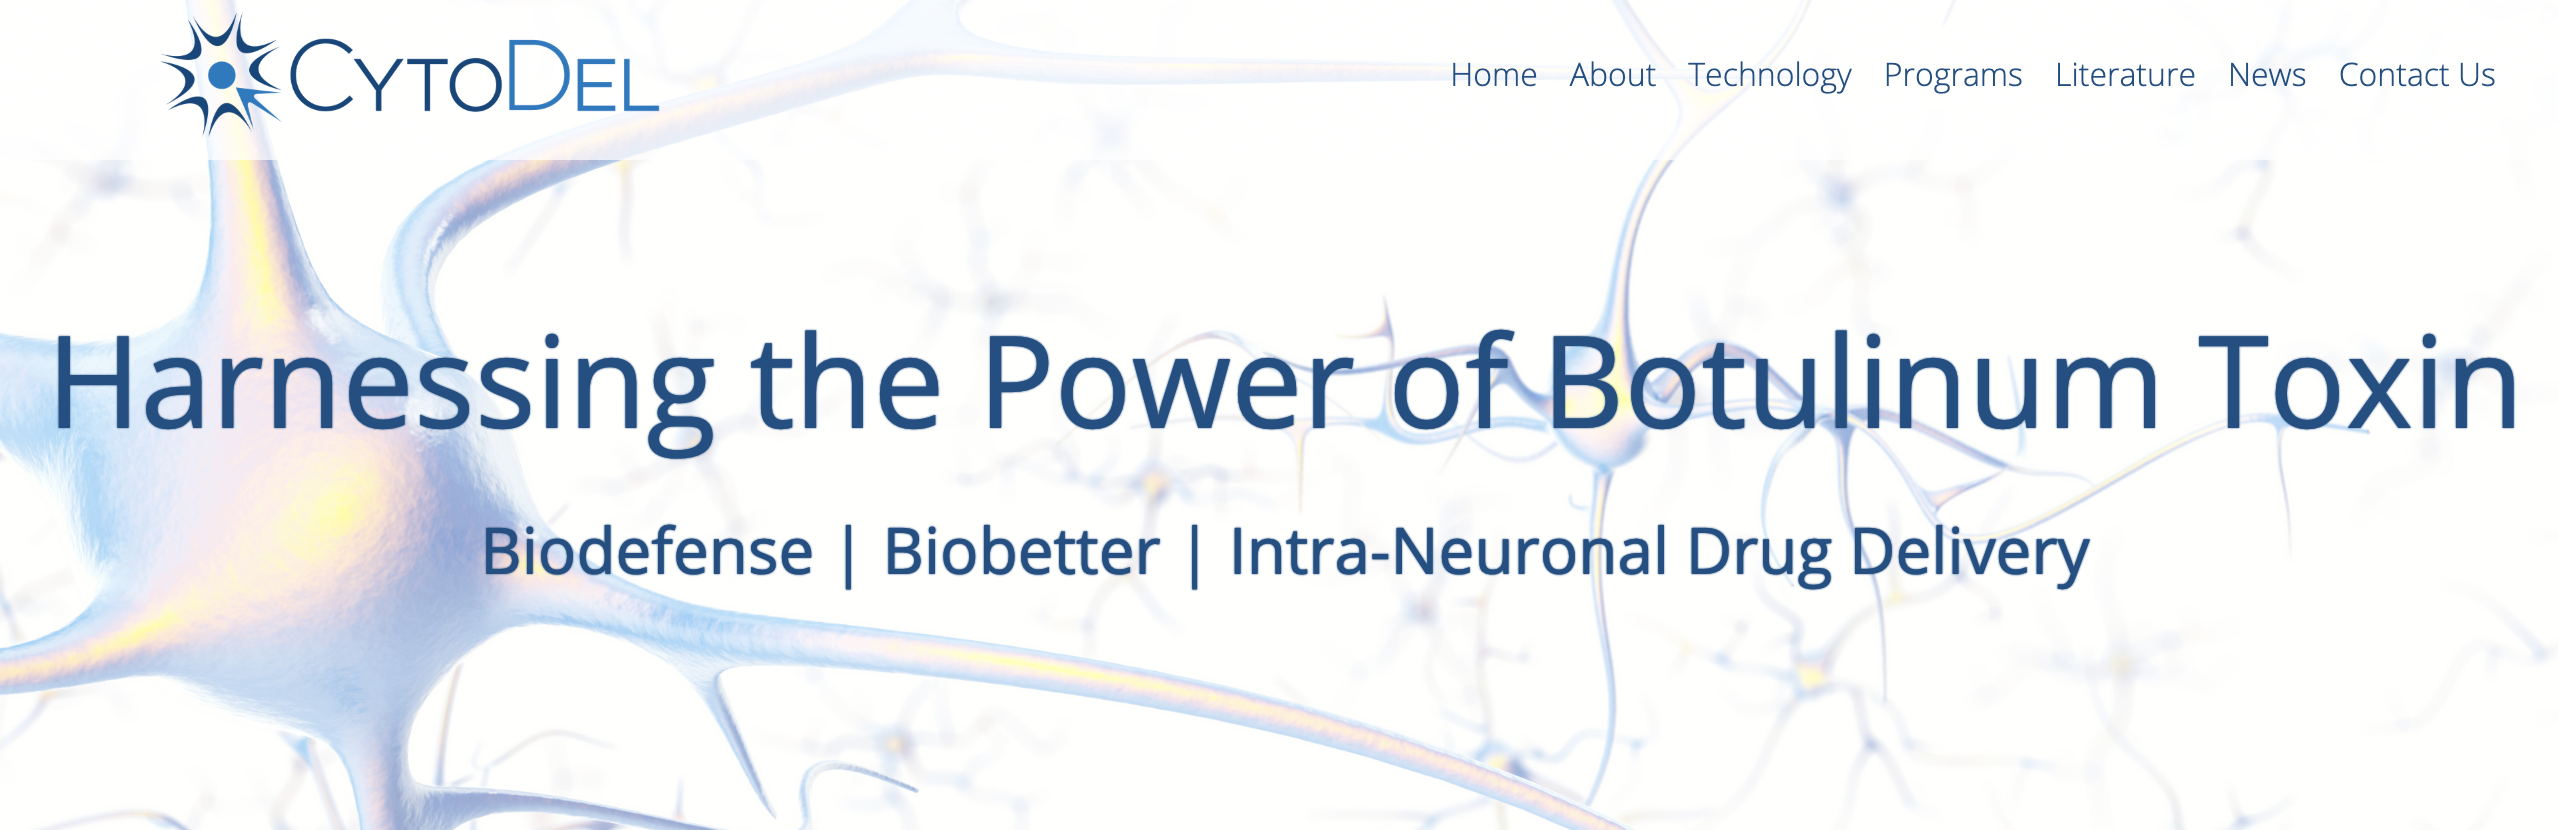 CYTODEL
Home About Technology Programs Literature News Contact Us
Harnessing the Power of Botulinum Toxin
Biodefense | Biobetter | Intra-Neuronal Drug Delivery